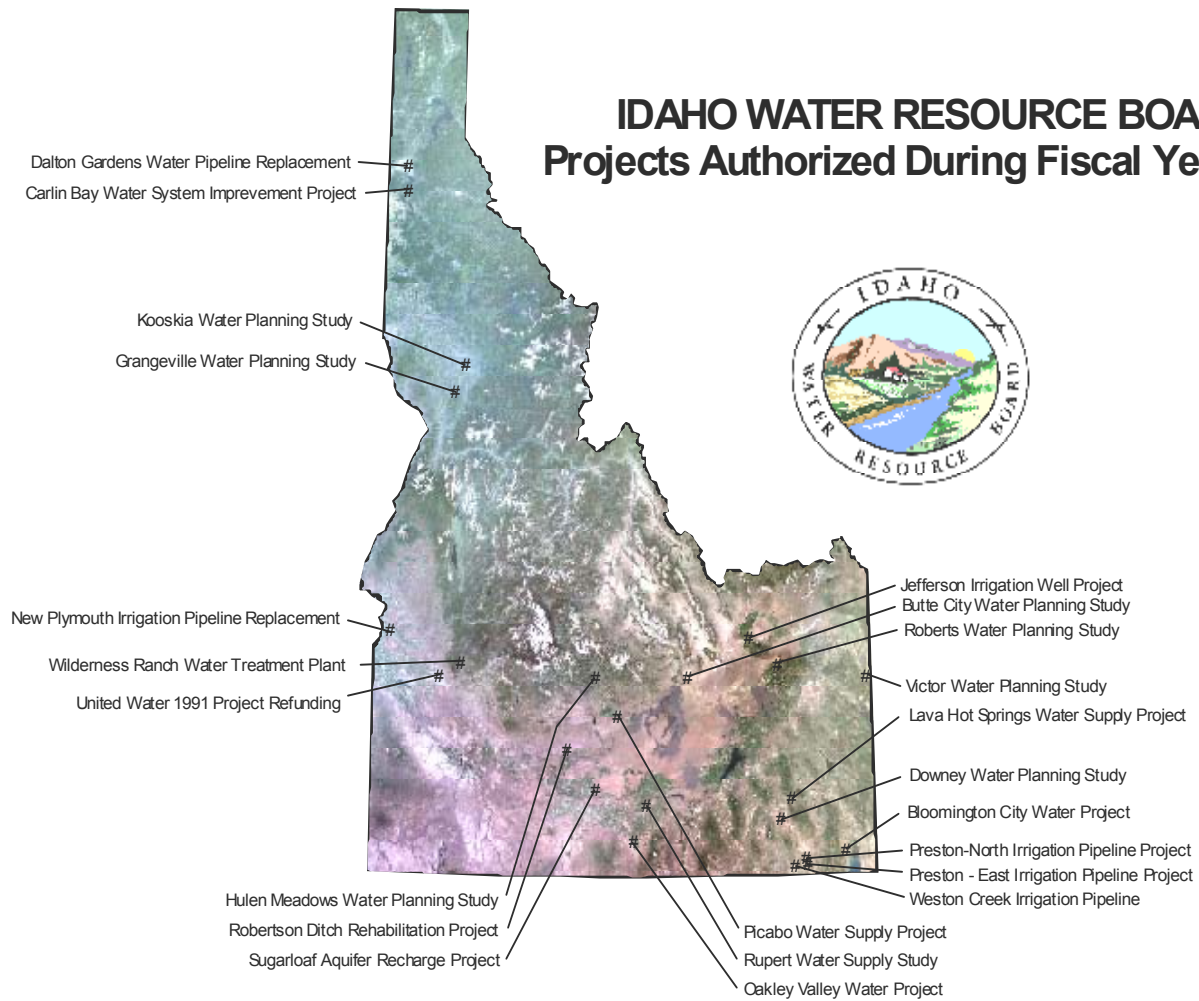 IDAHO WATER RESOURCE BOA
Projects Authorized During Fiscal Ye
Dalton Gardens Water Pipeline Replacement
Carlin Bay Water System Imprevement Project
Kooskia Water Planning Study
Grangeville Water Planning Study
IDAHO
WATER RESOURCE BOARD
New Plymouth Irrigation Pipeline Replacement
Wilderness Ranch Water Treatment Plant
United Water 1991 Project Refunding
Jefferson Irrigation Well Project
Butte City Water Planning Study
Roberts Water Planning Study
Victor Water Planning Study
Lava Hot Springs Water Supply Project
Downey Water Planning Study
Bloomington City Water Project
Preston-North Irrigation Pipeline Project
Preston - East Irrigation Pipeline Project
Weston Creek Irrigation Pipeline
Hulen Meadows Water Planning Study
Robertson Ditch Rehabilitation Project
Sugarloaf Aquifer Recharge Project
Picabo Water Supply Project
Rupert Water Supply Study
Oakley Valley Water Project